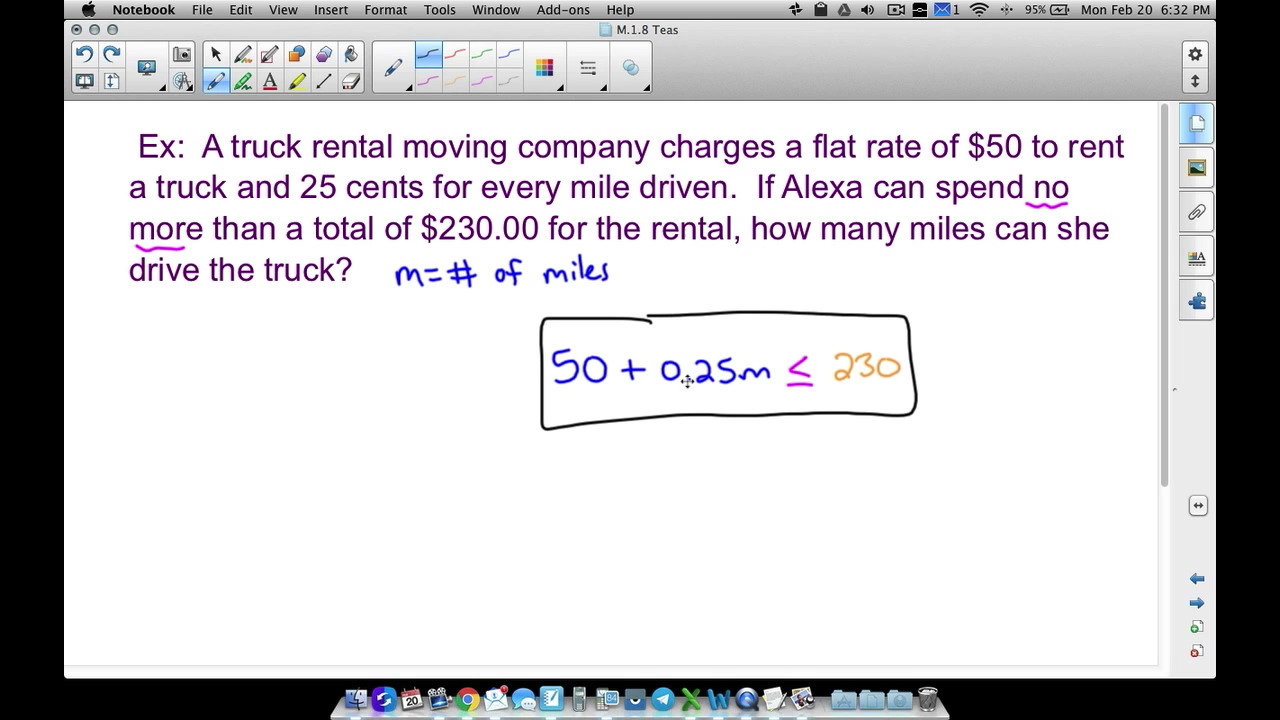 Notebook File Edit View Insert Format Tools Window Add-ons Help 1 95% Mon Feb 20 6:32 PM
M.1.8 Teas
Ex: A truck rental moving company charges a flat rate of $50 to rent
a truck and 25 cents for every mile driven. If Alexa can spend no
more than a total of $230.00 for the rental, how many miles can she
drive the truck? m=# of miles
50 + 0.25m ≤ 230